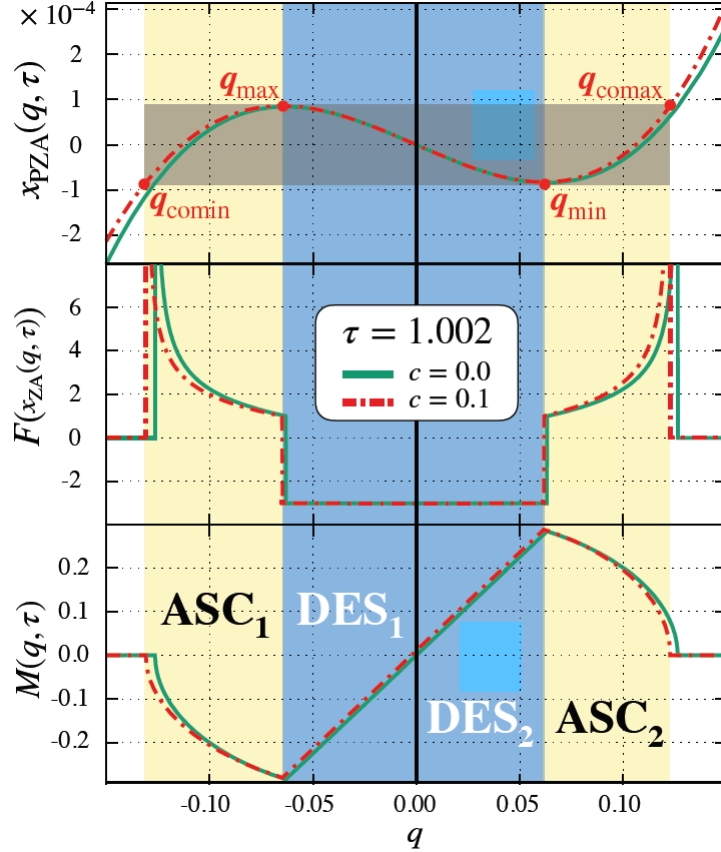 ×10⁻⁴
2
1
0
-1
-2
x_PZA(q, τ)
q_max
q_comax
q_comin
q_min
6
4
2
0
-2
F(x_ZA(q, τ))
τ = 1.002
c = 0.0
c = 0.1
0.2
0.1
0.0
-0.1
-0.2
M(q, τ)
ASC₁
DES₁
DES₂
ASC₂
-0.10
-0.05
0.00
0.05
0.10
q